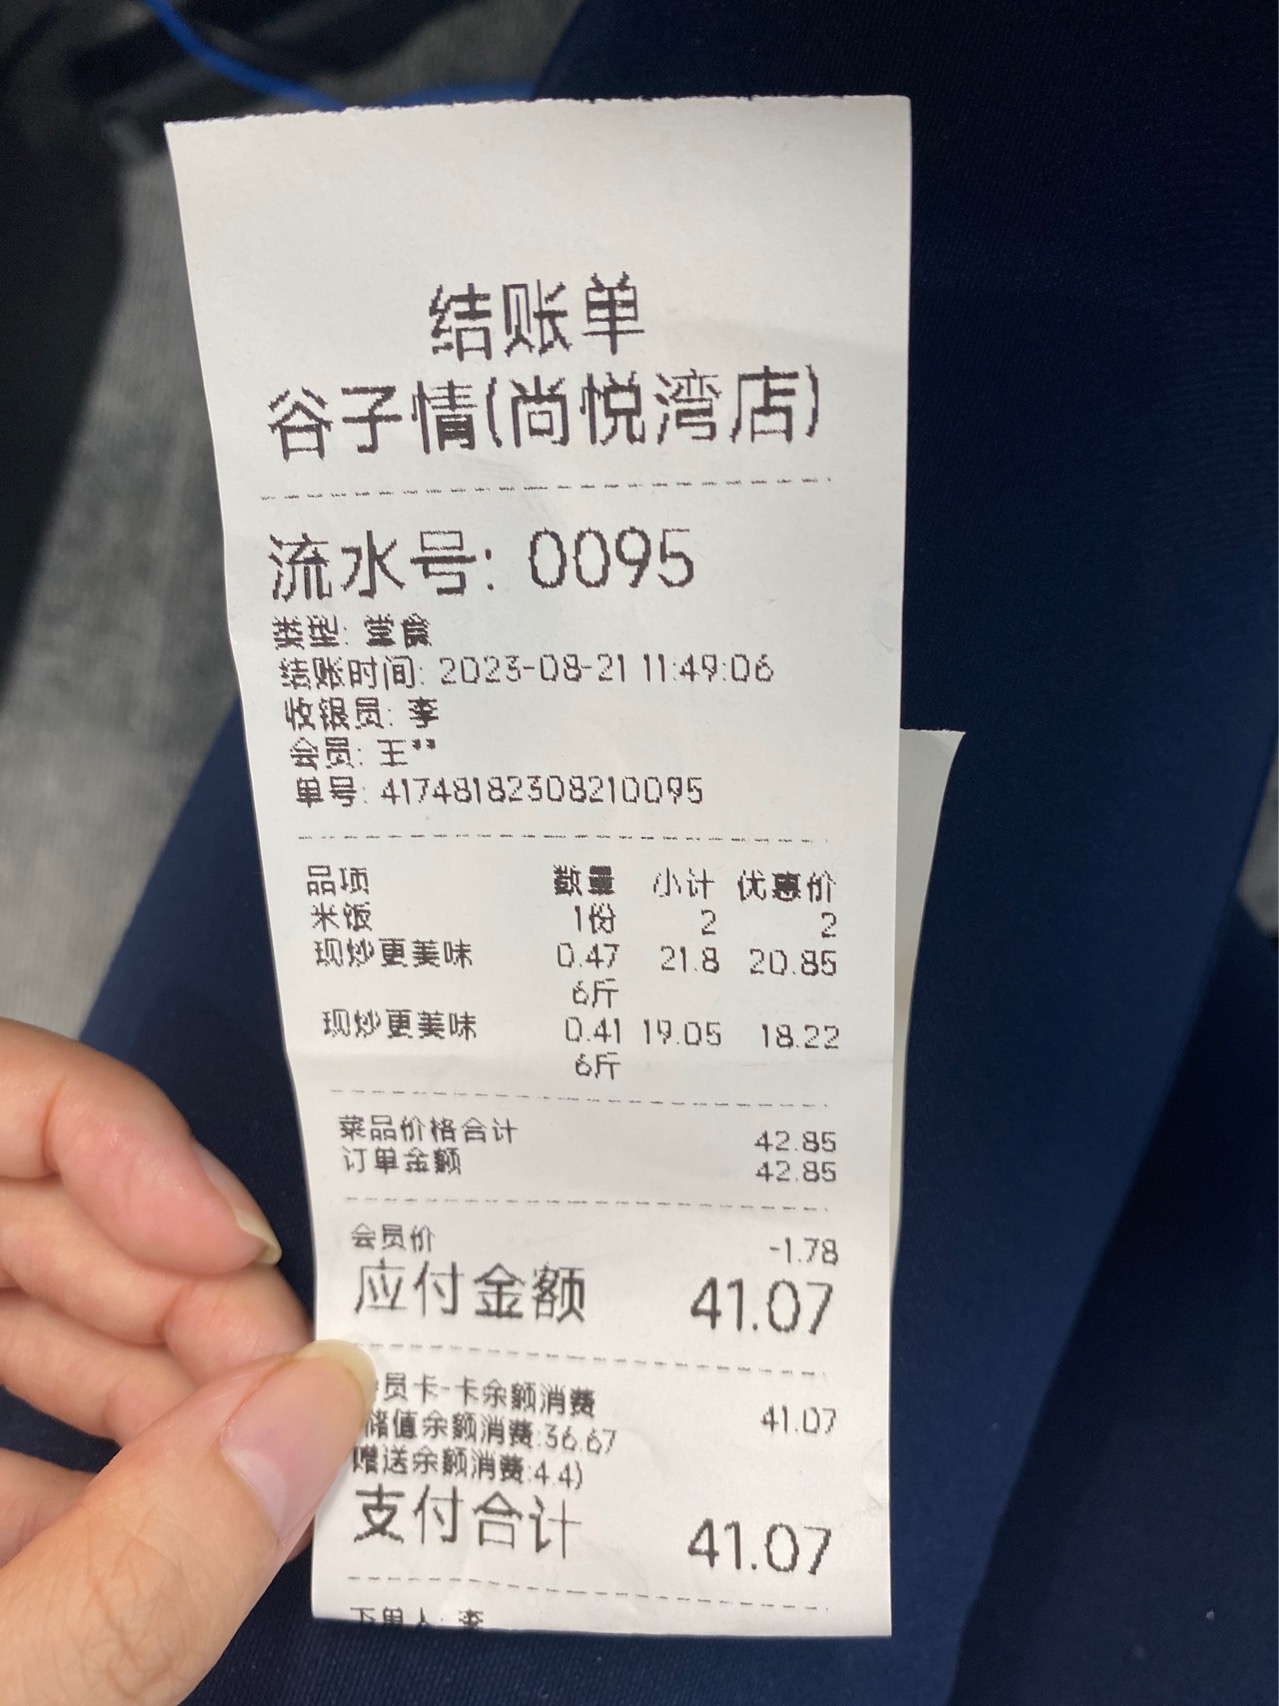 结账单
谷子情(尚悦湾店)
流水号: 0095
类型: 堂食
结账时间: 2023-08-21 11:49:06
收银员: 李
会员: 王**
单号: 41748182308210095
品项 数量 小计 优惠价
米饭 1份 2 2
现炒更美味 0.47 21.8 20.85
6斤
现炒更美味 0.41 19.05 18.22
6斤
菜品价格合计 42.85
订单金额 42.85
会员价 -1.78
应付金额 41.07
员卡-卡余额消费 41.07
储值余额消费:36.67
赠送余额消费:4.4)
支付合计 41.07
下单人: 李